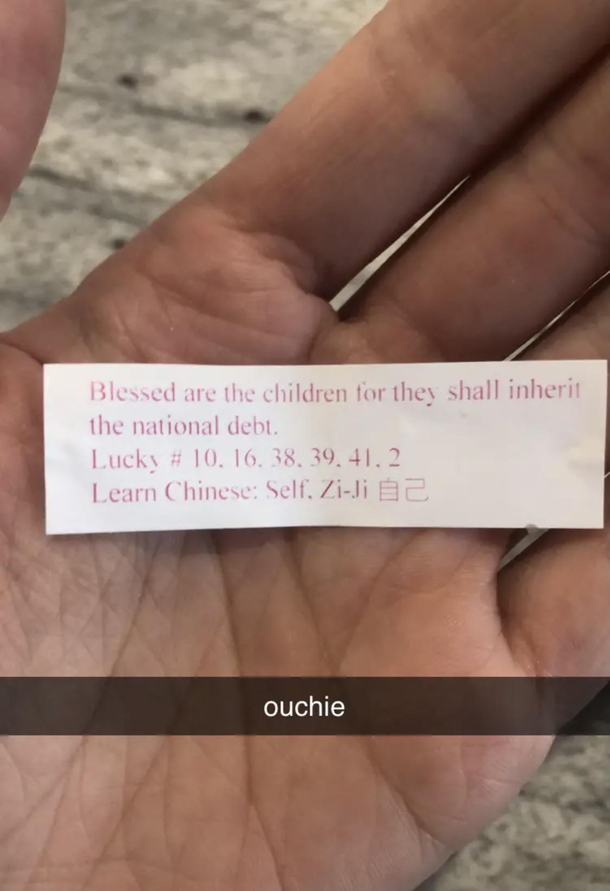 Blessed are the children for they shall inherit
the national debt.
Lucky # 10, 16, 38, 39, 41, 2
Learn Chinese: Self, Zi-Ji 自己
ouchie